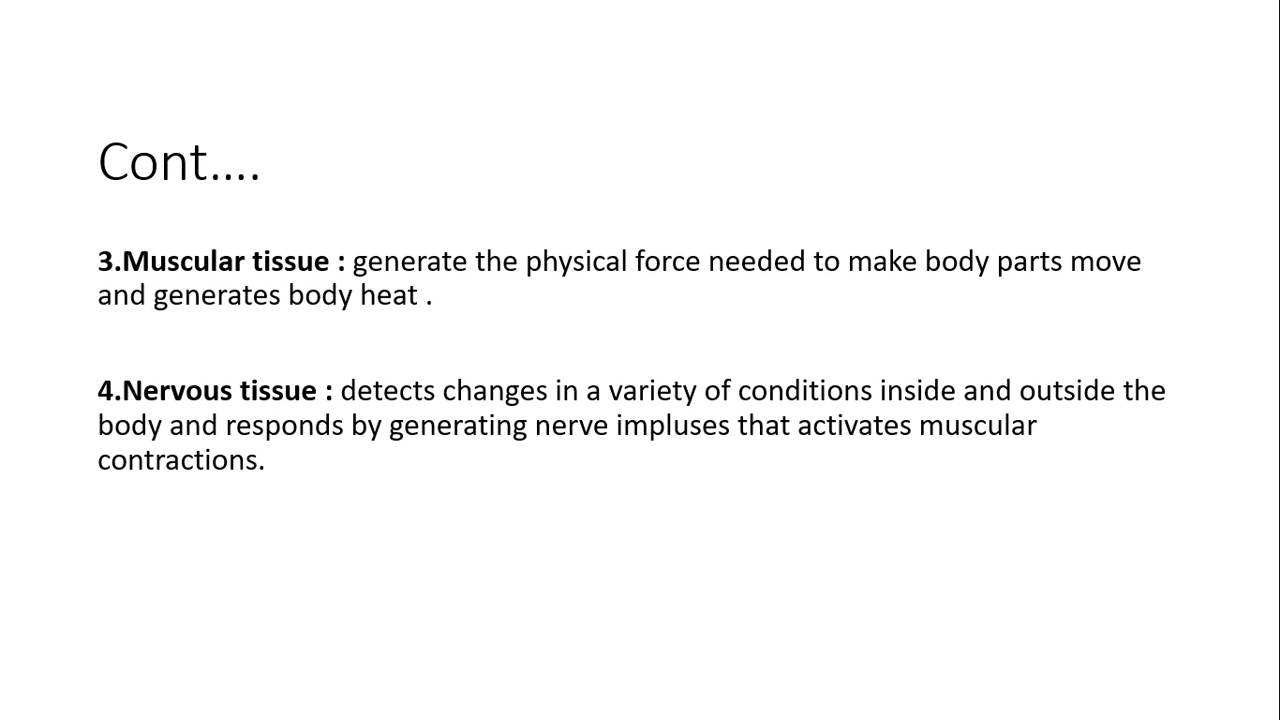 Cont....
3.Muscular tissue : generate the physical force needed to make body parts move
and generates body heat .
4.Nervous tissue : detects changes in a variety of conditions inside and outside the
body and responds by generating nerve impluses that activates muscular
contractions.